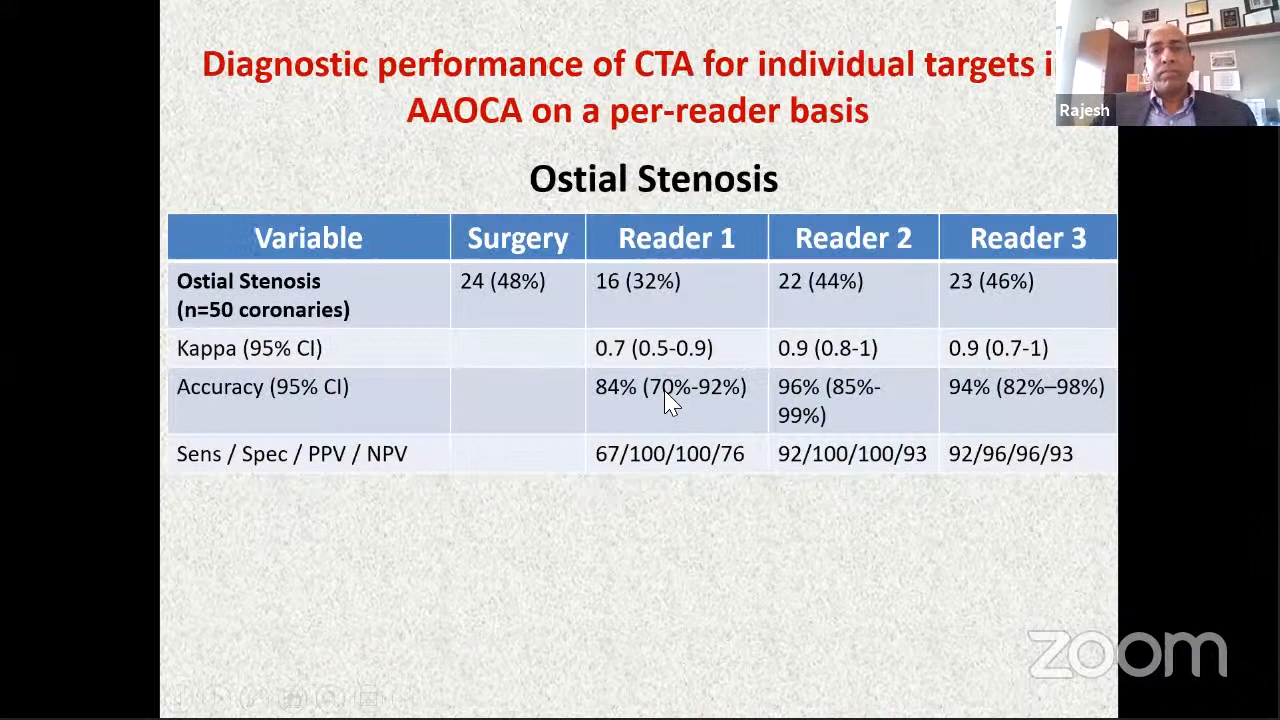 Diagnostic performance of CTA for individual targets i
AAOCA on a per-reader basis
Rajesh
Ostial Stenosis
Variable Surgery Reader 1 Reader 2 Reader 3
Ostial Stenosis 24 (48%) 16 (32%) 22 (44%) 23 (46%)
(n=50 coronaries)
Kappa (95% CI) 0.7 (0.5-0.9) 0.9 (0.8-1) 0.9 (0.7-1)
Accuracy (95% CI) 84% (70%-92%) 96% (85%- 94% (82%–98%)
99%)
Sens / Spec / PPV / NPV 67/100/100/76 92/100/100/93 92/96/96/93
zoom